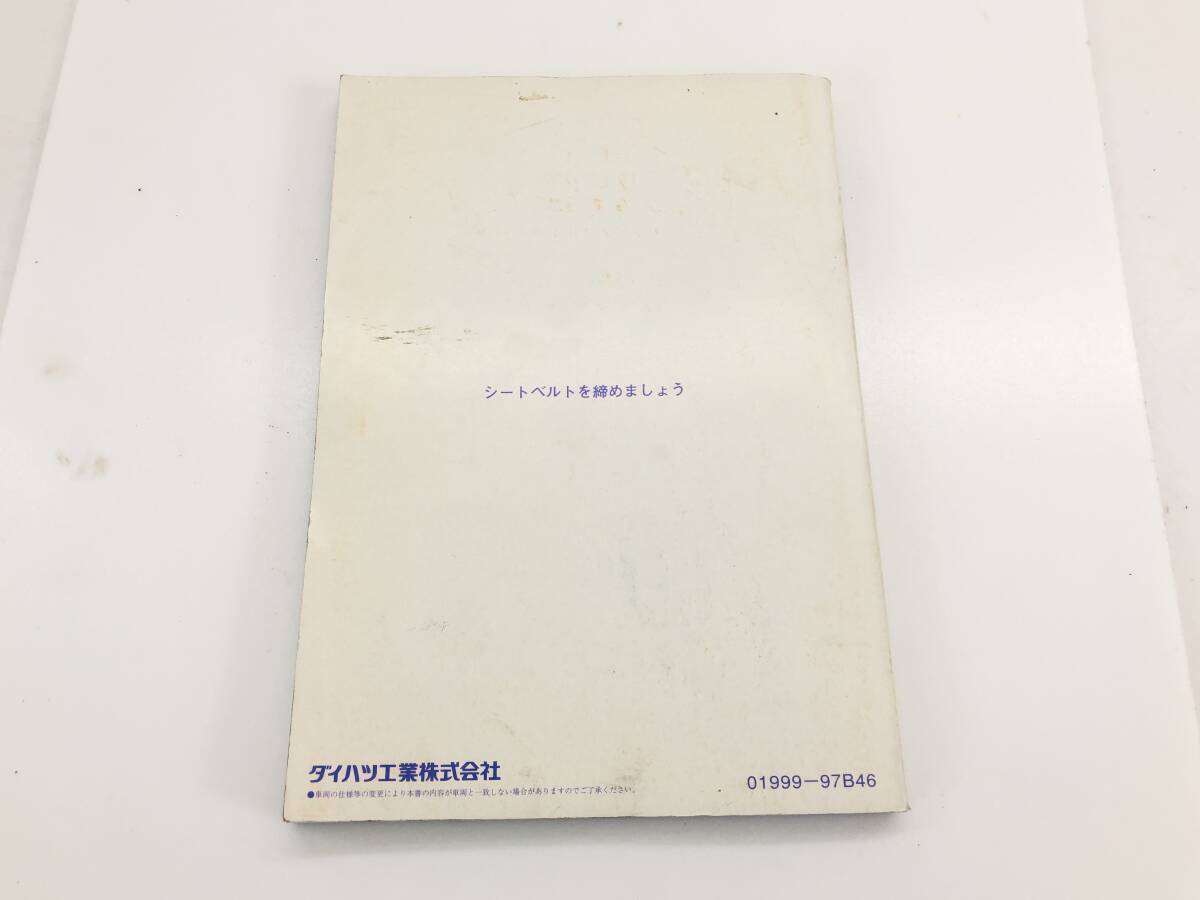 シートベルトを締めましょう
ダイハツ工業株式会社
●車両の仕様等の変更により本書の内容が車両と一致しない場合がありますのでご了承ください。
01999−97B46